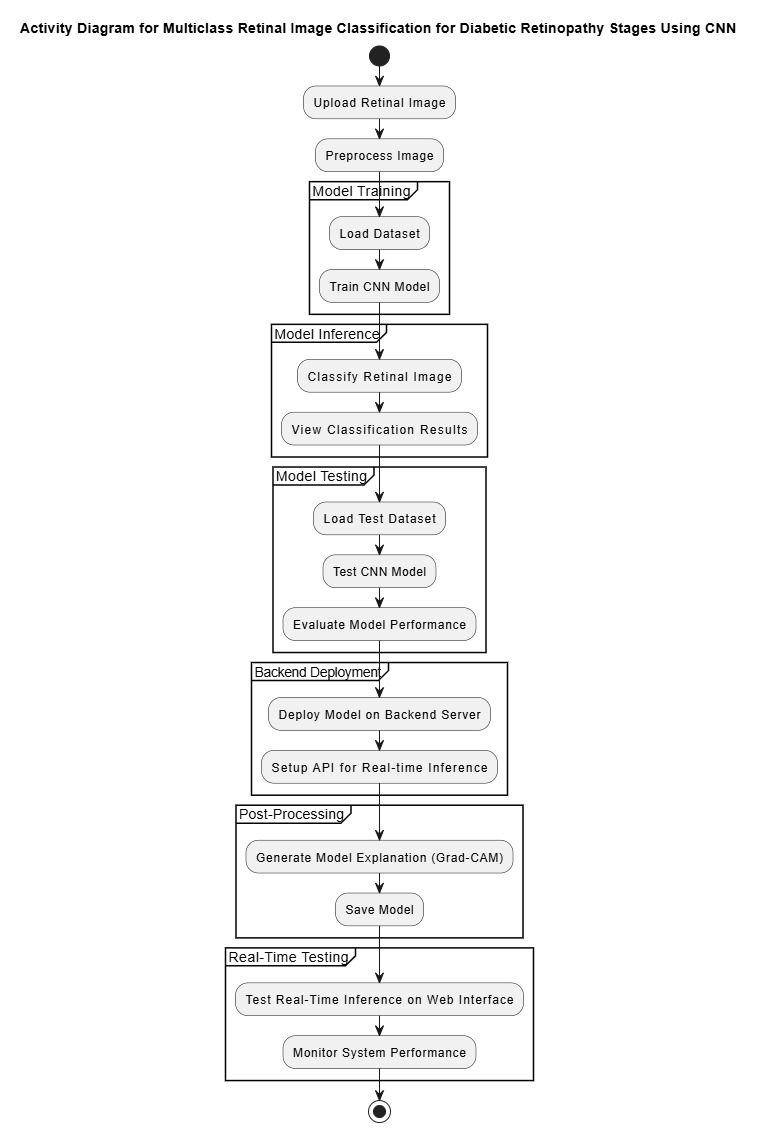 Activity Diagram for Multiclass Retinal Image Classification for Diabetic Retinopathy Stages Using CNN
Upload Retinal Image
Preprocess Image
Model Training
Load Dataset
Train CNN Model
Model Inference
Classify Retinal Image
View Classification Results
Model Testing
Load Test Dataset
Test CNN Model
Evaluate Model Performance
Backend Deployment
Deploy Model on Backend Server
Setup API for Real-time Inference
Post-Processing
Generate Model Explanation (Grad-CAM)
Save Model
Real-Time Testing
Test Real-Time Inference on Web Interface
Monitor System Performance